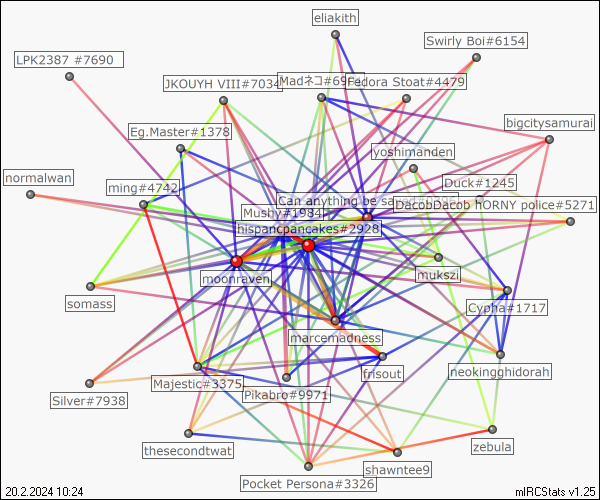 eliakith
Swirly Boi#6154
LPK2387 #7690
JKOUYH VIII#7034
Madネコ#69
Fedora Stoat#4479
bigcitysamurai
Eg.Master#1378
yoshimanden
normalwan
ming#4742
Duck#1245
Can anything be sa
DacobDacob hORNY police#5271
Mushy#1984
hispancpancakes#2928
mukszi
moonraven
somass
Cypha#1717
marcemadness
neokingghidorah
frisout
Majestic#3375
Pikabro#9971
Silver#7938
zebula
thesecondtwat
shawntee9
Pocket Persona#3326
20.2.2024 10:24
mIRCStats v1.25